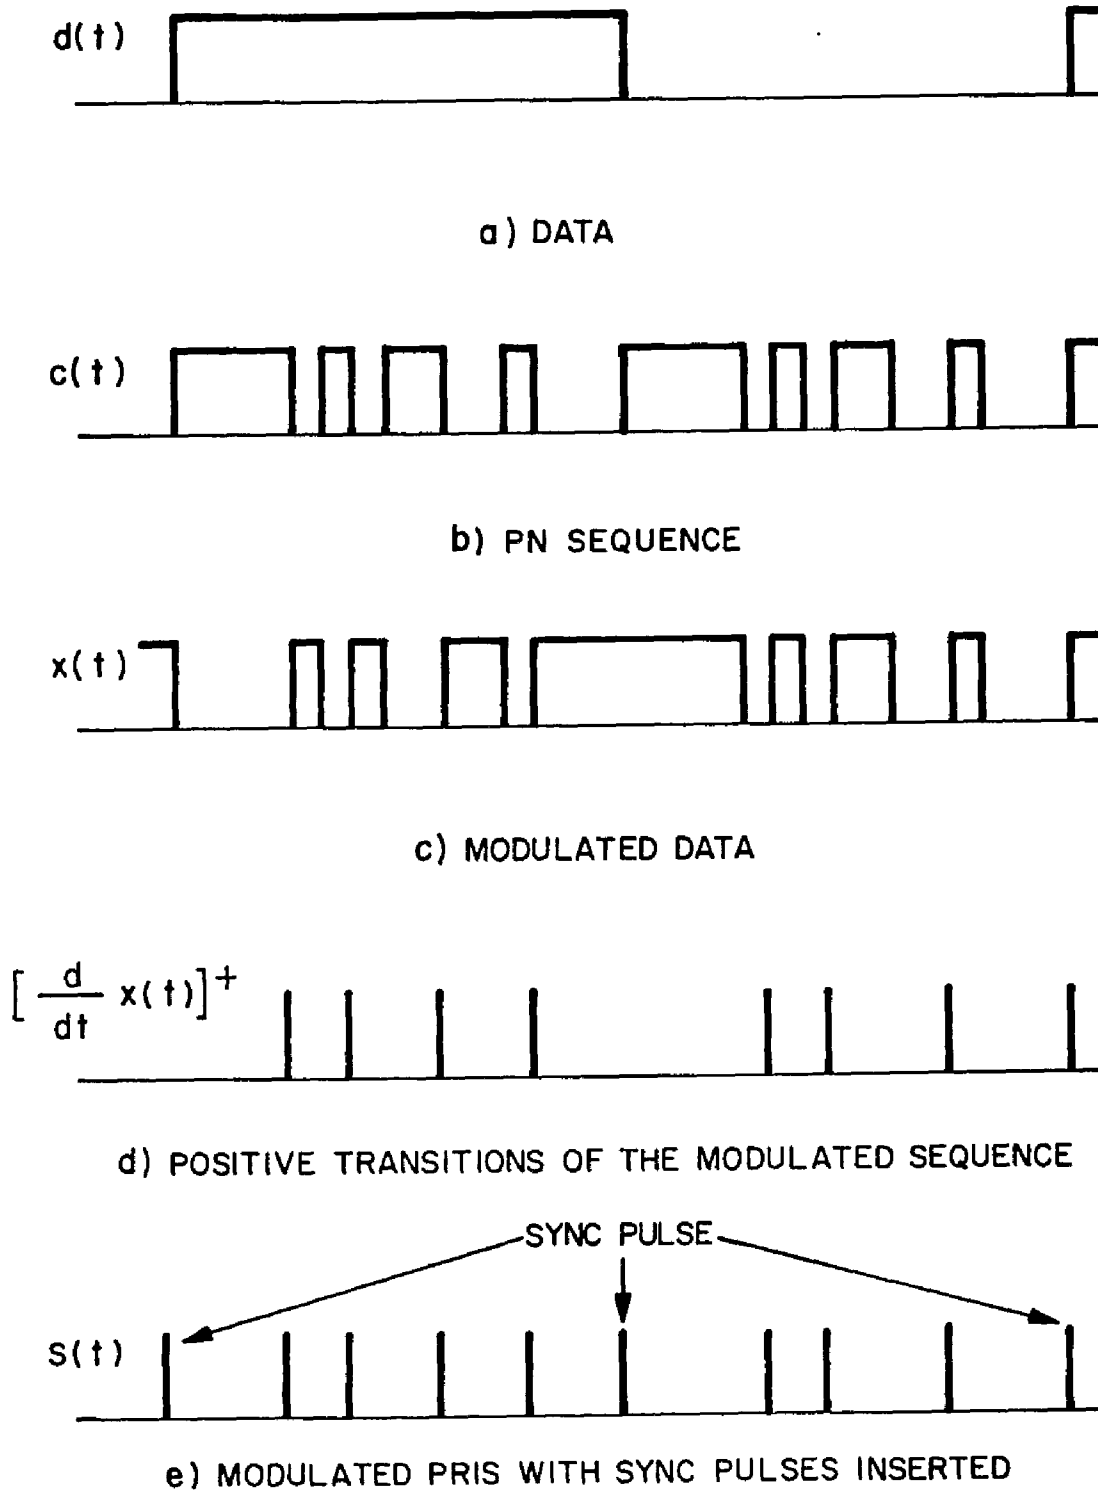 d(t)
a) DATA
c(t)
b) PN SEQUENCE
x(t)
c) MODULATED DATA
[d/dt x(t)]+
d) POSITIVE TRANSITIONS OF THE MODULATED SEQUENCE
SYNC PULSE
S(t)
e) MODULATED PRIS WITH SYNC PULSES INSERTED